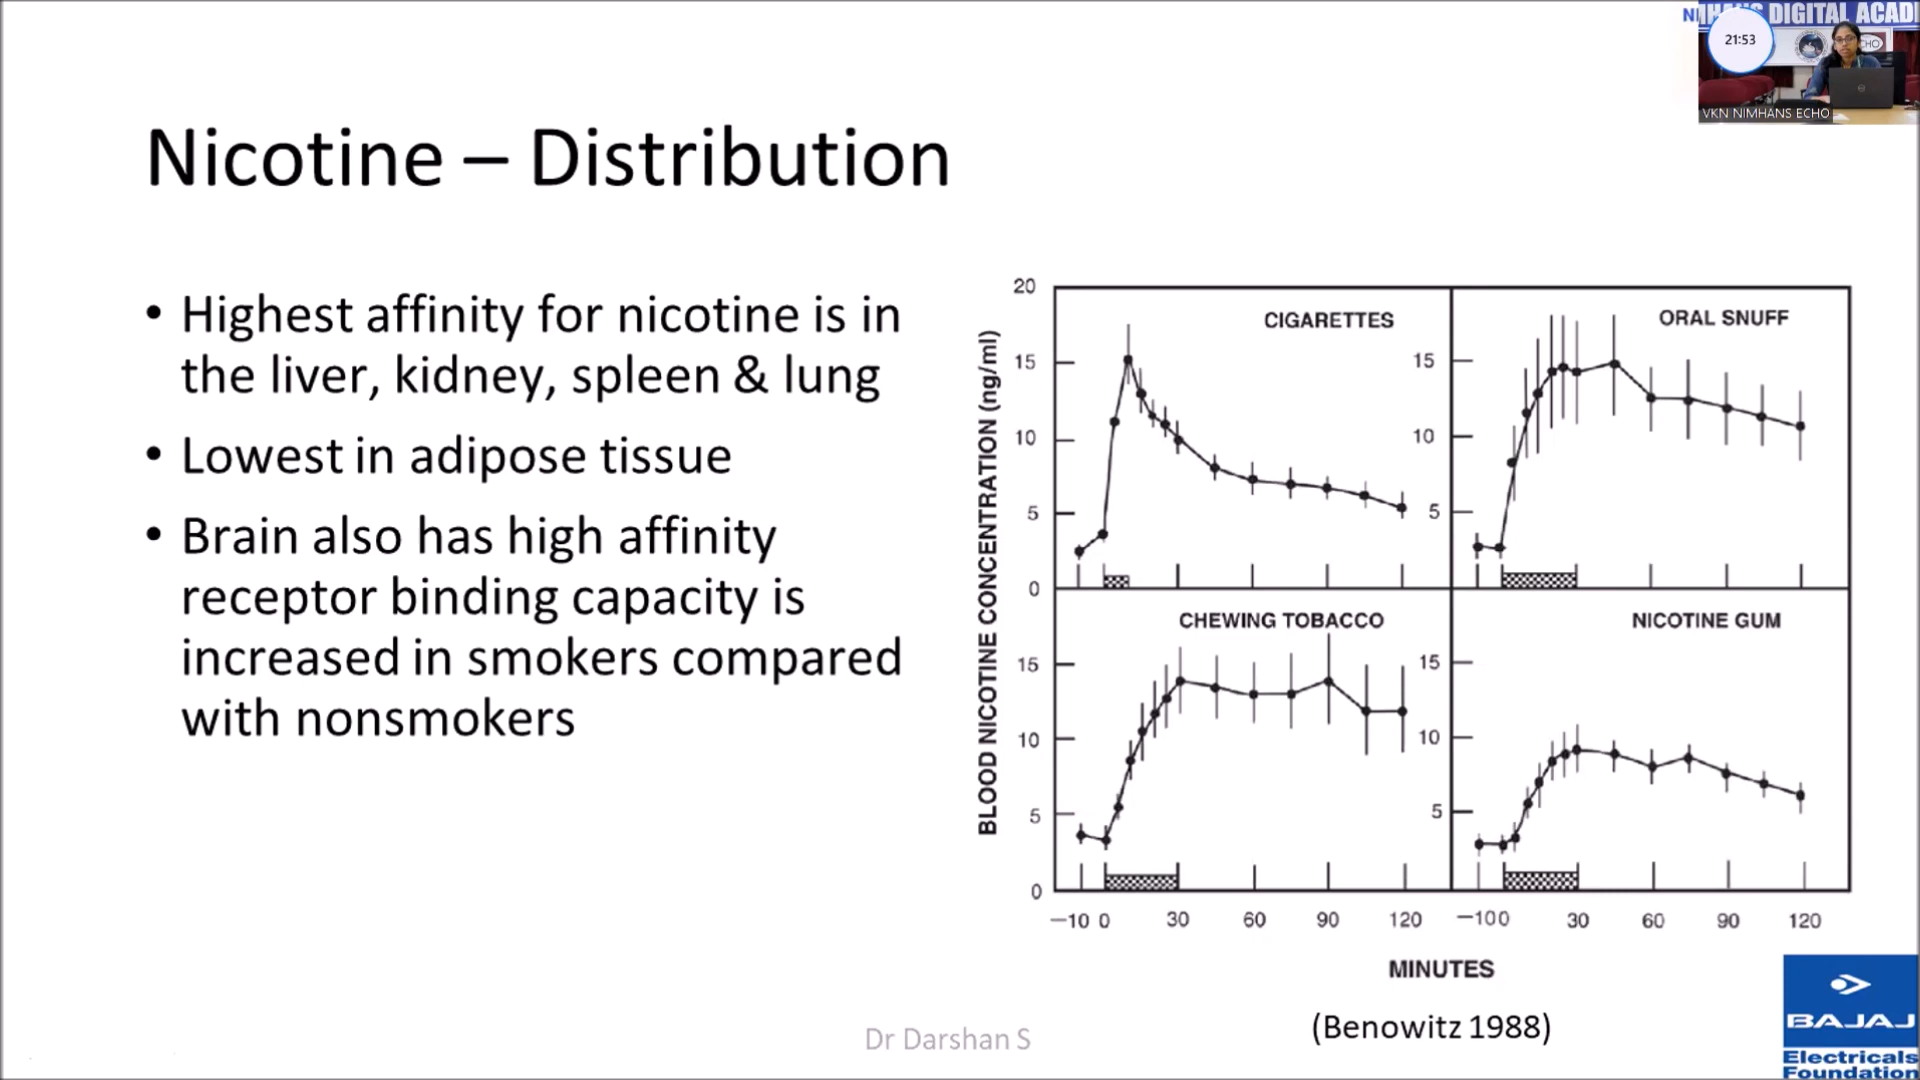 NIMHANS DIGITAL ACAD
21:53
CHO
VKN NIMHANS ECHO
Nicotine – Distribution
• Highest affinity for nicotine is in
the liver, kidney, spleen & lung
• Lowest in adipose tissue
• Brain also has high affinity
receptor binding capacity is
increased in smokers compared
with nonsmokers
BLOOD NICOTINE CONCENTRATION (ng/ml)
20
15
10
5
0
CIGARETTES
15
10
5
ORAL SNUFF
15
10
5
0
CHEWING TOBACCO
15
10
5
NICOTINE GUM
−10 0 30 60 90 120
−100 30 60 90 120
MINUTES
(Benowitz 1988)
Dr Darshan S
BAJAJ
Electricals
Foundation